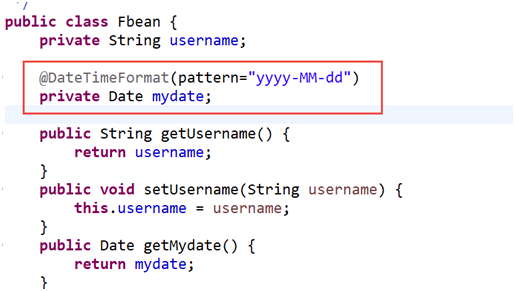 */
public class Fbean {
private String username;
@DateTimeFormat(pattern="yyyy-MM-dd")
private Date mydate;
public String getUsername() {
return username;
}
public void setUsername(String username) {
this.username = username;
}
public Date getMydate() {
return mydate;
}